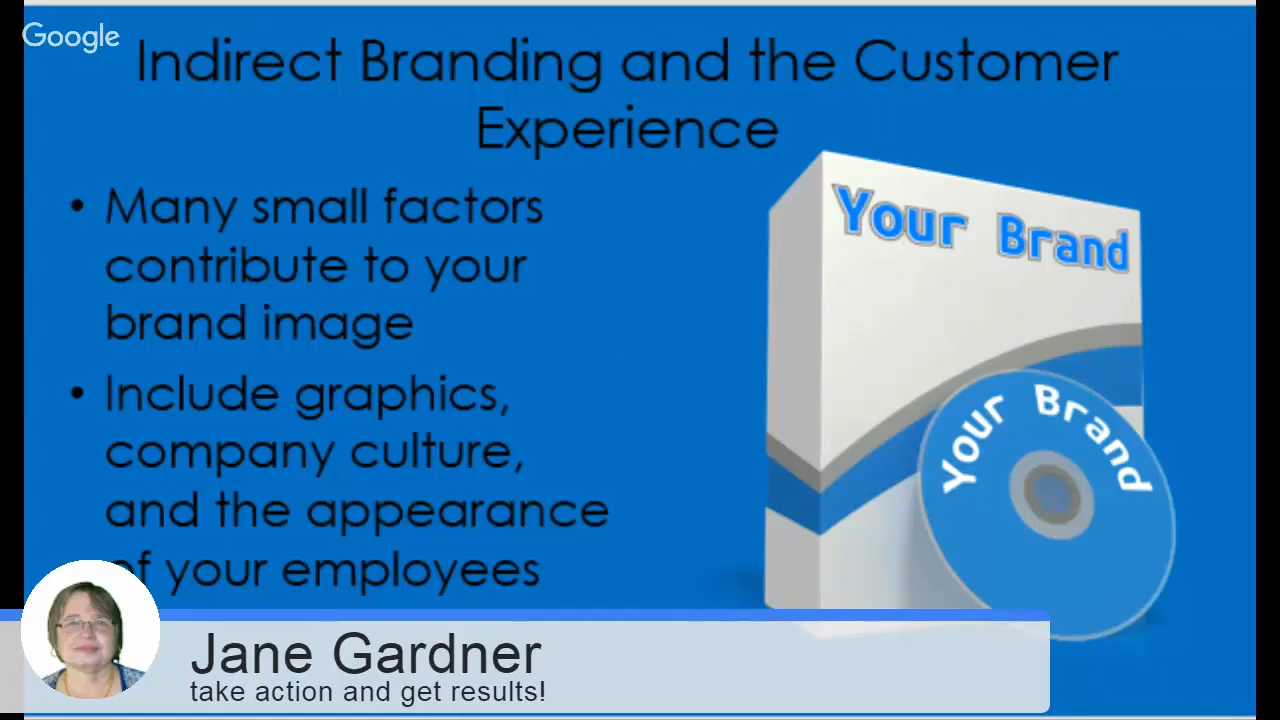 Google
Indirect Branding and the Customer
Experience
• Many small factors
contribute to your
brand image
• Include graphics,
company culture,
and the appearance
of your employees
Your Brand
Your Brand
Jane Gardner
take action and get results!